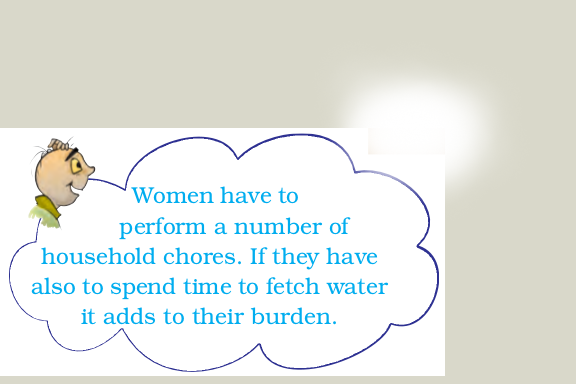 Women have to
perform a number of
household chores. If they have
also to spend time to fetch water
it adds to their burden.